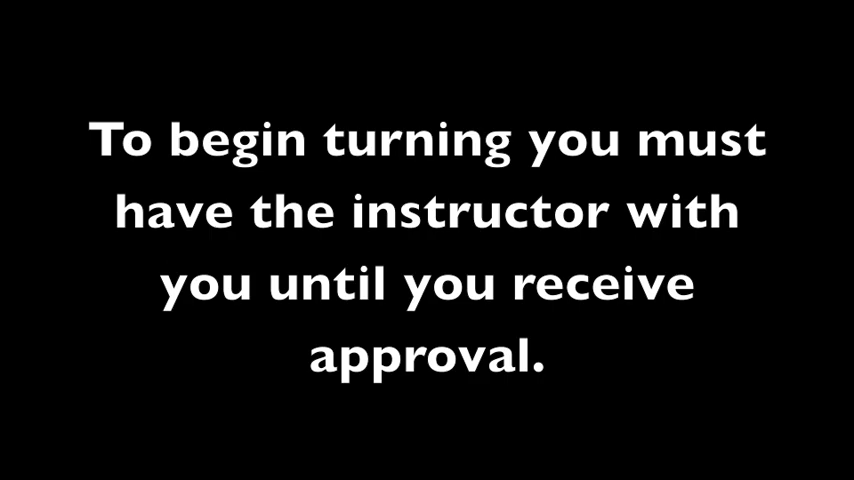 To begin turning you must
have the instructor with
you until you receive
approval.